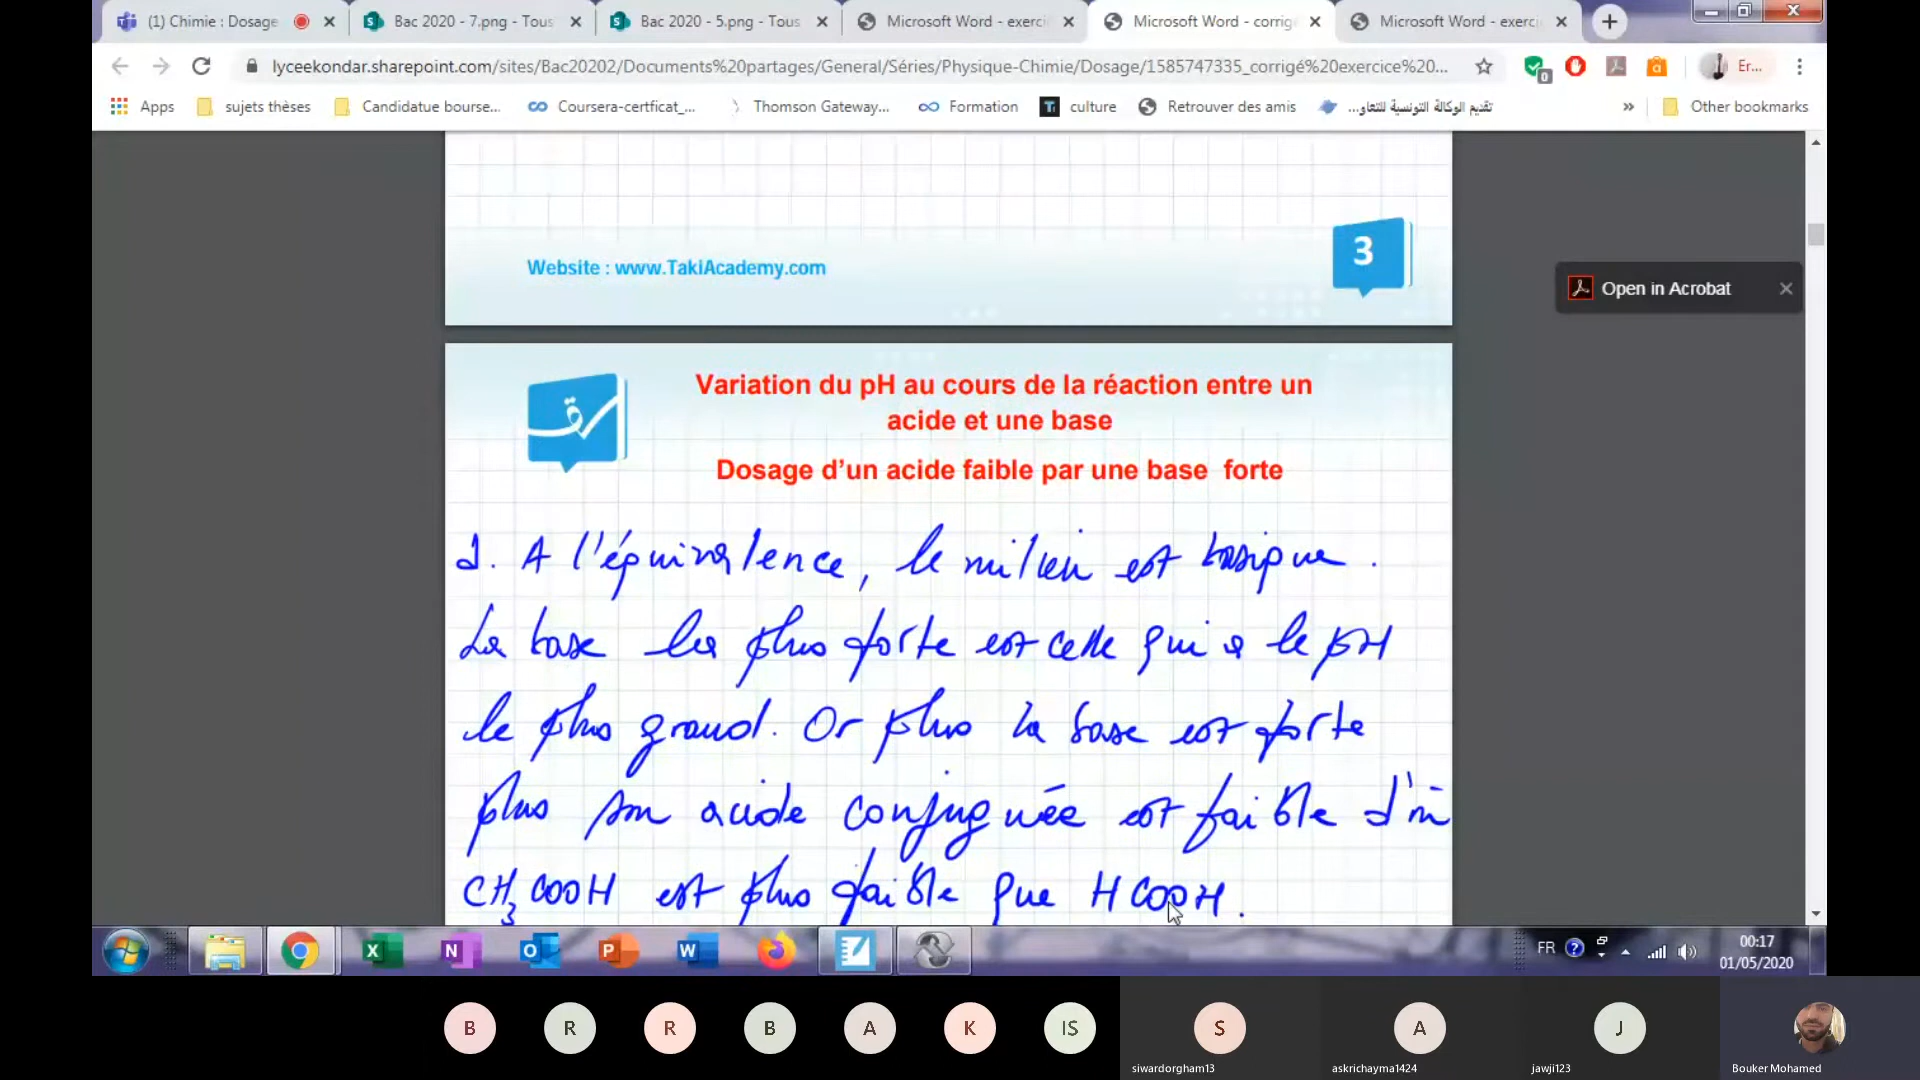 (1) Chimie : Dosage
Bac 2020 - 7.png - Tous
Bac 2020 - 5.png - Tous
Microsoft Word - exerci
Microsoft Word - corrig
Microsoft Word - exerci
lyceekondar.sharepoint.com/sites/Bac20202/Documents%20partages/General/Séries/Physique-Chimie/Dosage/1585747335_corrigé%20exercice%20...
0
Er...
Apps
sujets thèses
Candidatue bourse...
Coursera-certficat_...
Thomson Gateway...
Formation
culture
Retrouver des amis
تقديم الوكالة التونسية للتعاو...
»
Other bookmarks
Website : www.TakiAcademy.com
3
Open in Acrobat
Variation du pH au cours de la réaction entre un
acide et une base
Dosage d'un acide faible par une base forte
d. A l'équivalence, le milieu est basique.
La base la plus forte est celle qui a le pH
le plus grand. Or plus la base est forte
plus son acide conjuguée est faible d'où
CH3COOH est plus faible que HCOOH.
FR
00:17
01/05/2020
B
R
R
B
A
K
IS
S
A
J
siwardorgham13
askrichayma1424
jawji123
Bouker Mohamed